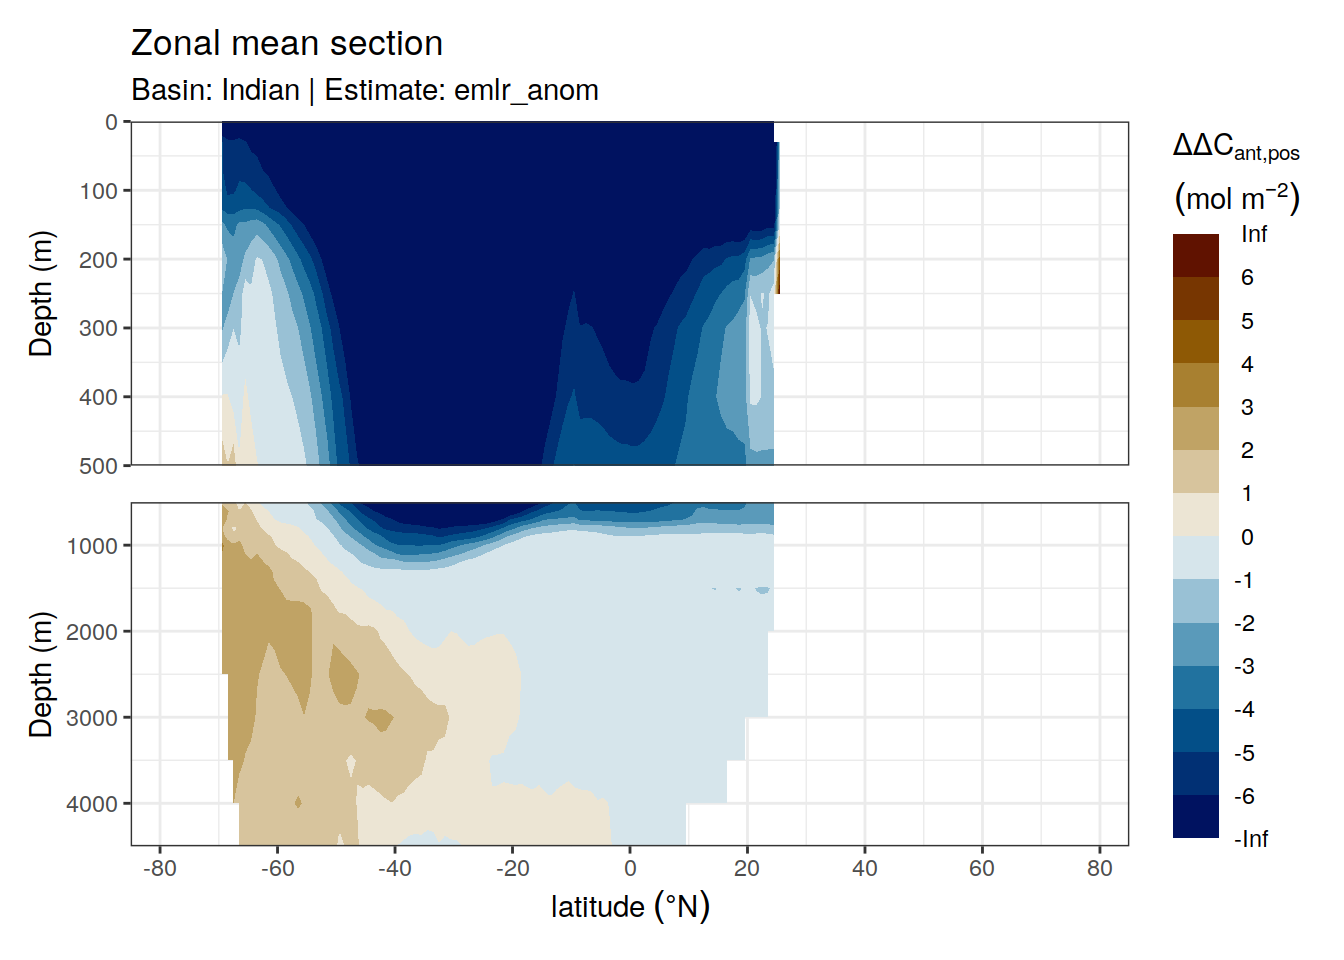 Zonal mean section
Basin: Indian | Estimate: emlr_anom
Depth (m)
0
100
200
300
400
500
Depth (m)
1000
2000
3000
4000
-80 -60 -40 -20 0 20 40 60 80
latitude (°N)
ΔΔCant,pos
(mol m−2)
Inf
6
5
4
3
2
1
0
-1
-2
-3
-4
-5
-6
-Inf